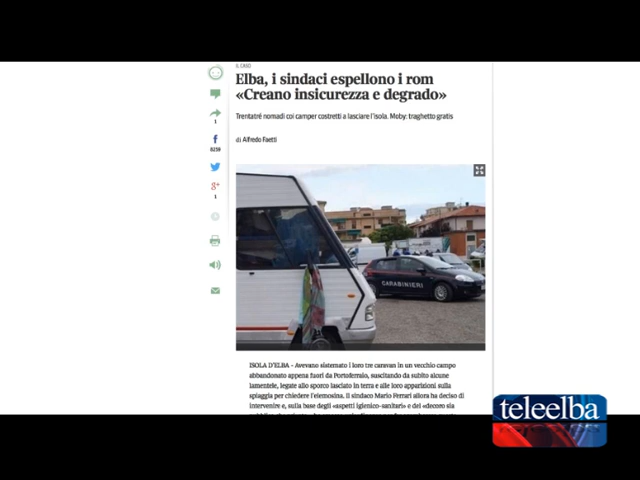 IL CASO
Elba, i sindaci espellono i rom
«Creano insicurezza e degrado»
Trentatré nomadi coi camper costretti a lasciare l'isola. Moby: traghetto gratis
1
f
8259
di Alfredo Faetti
g+
1
CARABINIERI
ISOLA D'ELBA - Avevano sistemato i loro tre caravan in un vecchio campo
abbandonato appena fuori da Portoferraio, suscitando da subito alcune
lamentele, legate allo sporco lasciato in terra e alle loro apparizioni sulla
spiaggia per chiedere l'elemosina. Il sindaco Mario Ferrari allora ha deciso di
intervenire e, sulla base degli «aspetti igienico-sanitari» e del «decoro sia
teleelba